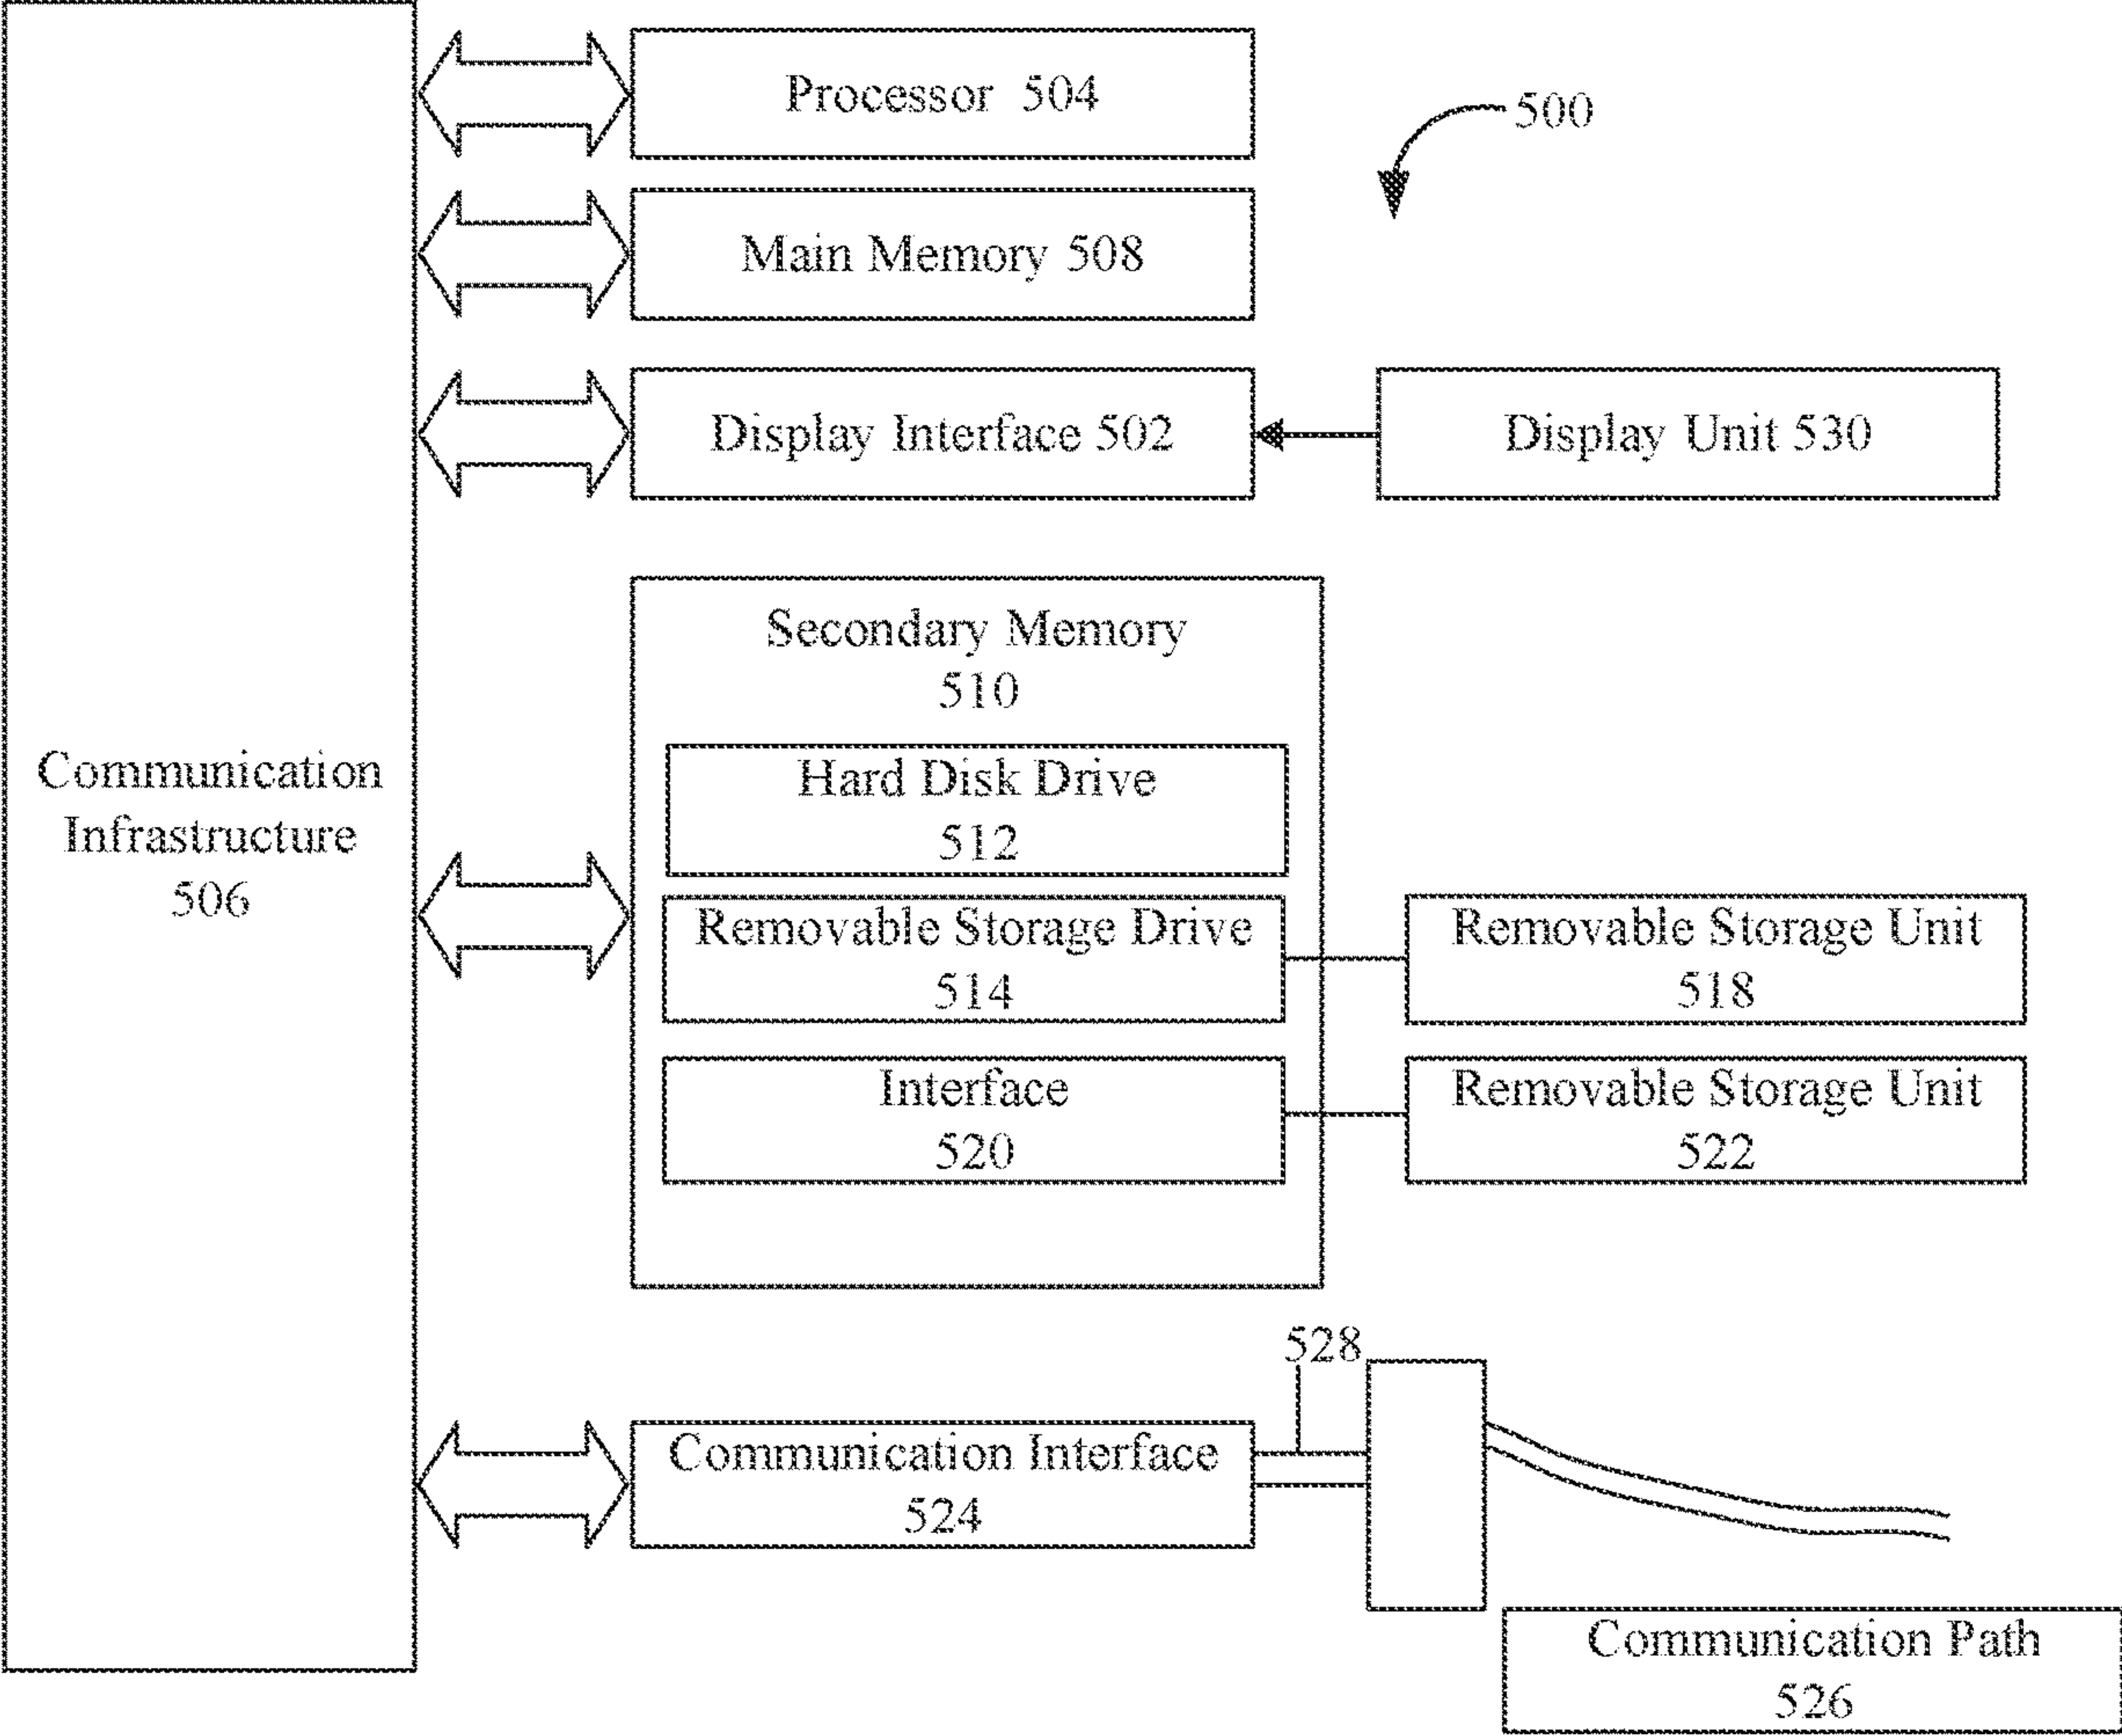 Processor 504
500
Main Memory 508
Display Interface 502
Display Unit 530
Secondary Memory
510
Hard Disk Drive
512
Communication
Infrastructure
506
Removable Storage Drive
514
Removable Storage Unit
518
Interface
520
Removable Storage Unit
522
528
Communication Interface
524
Communication Path
526